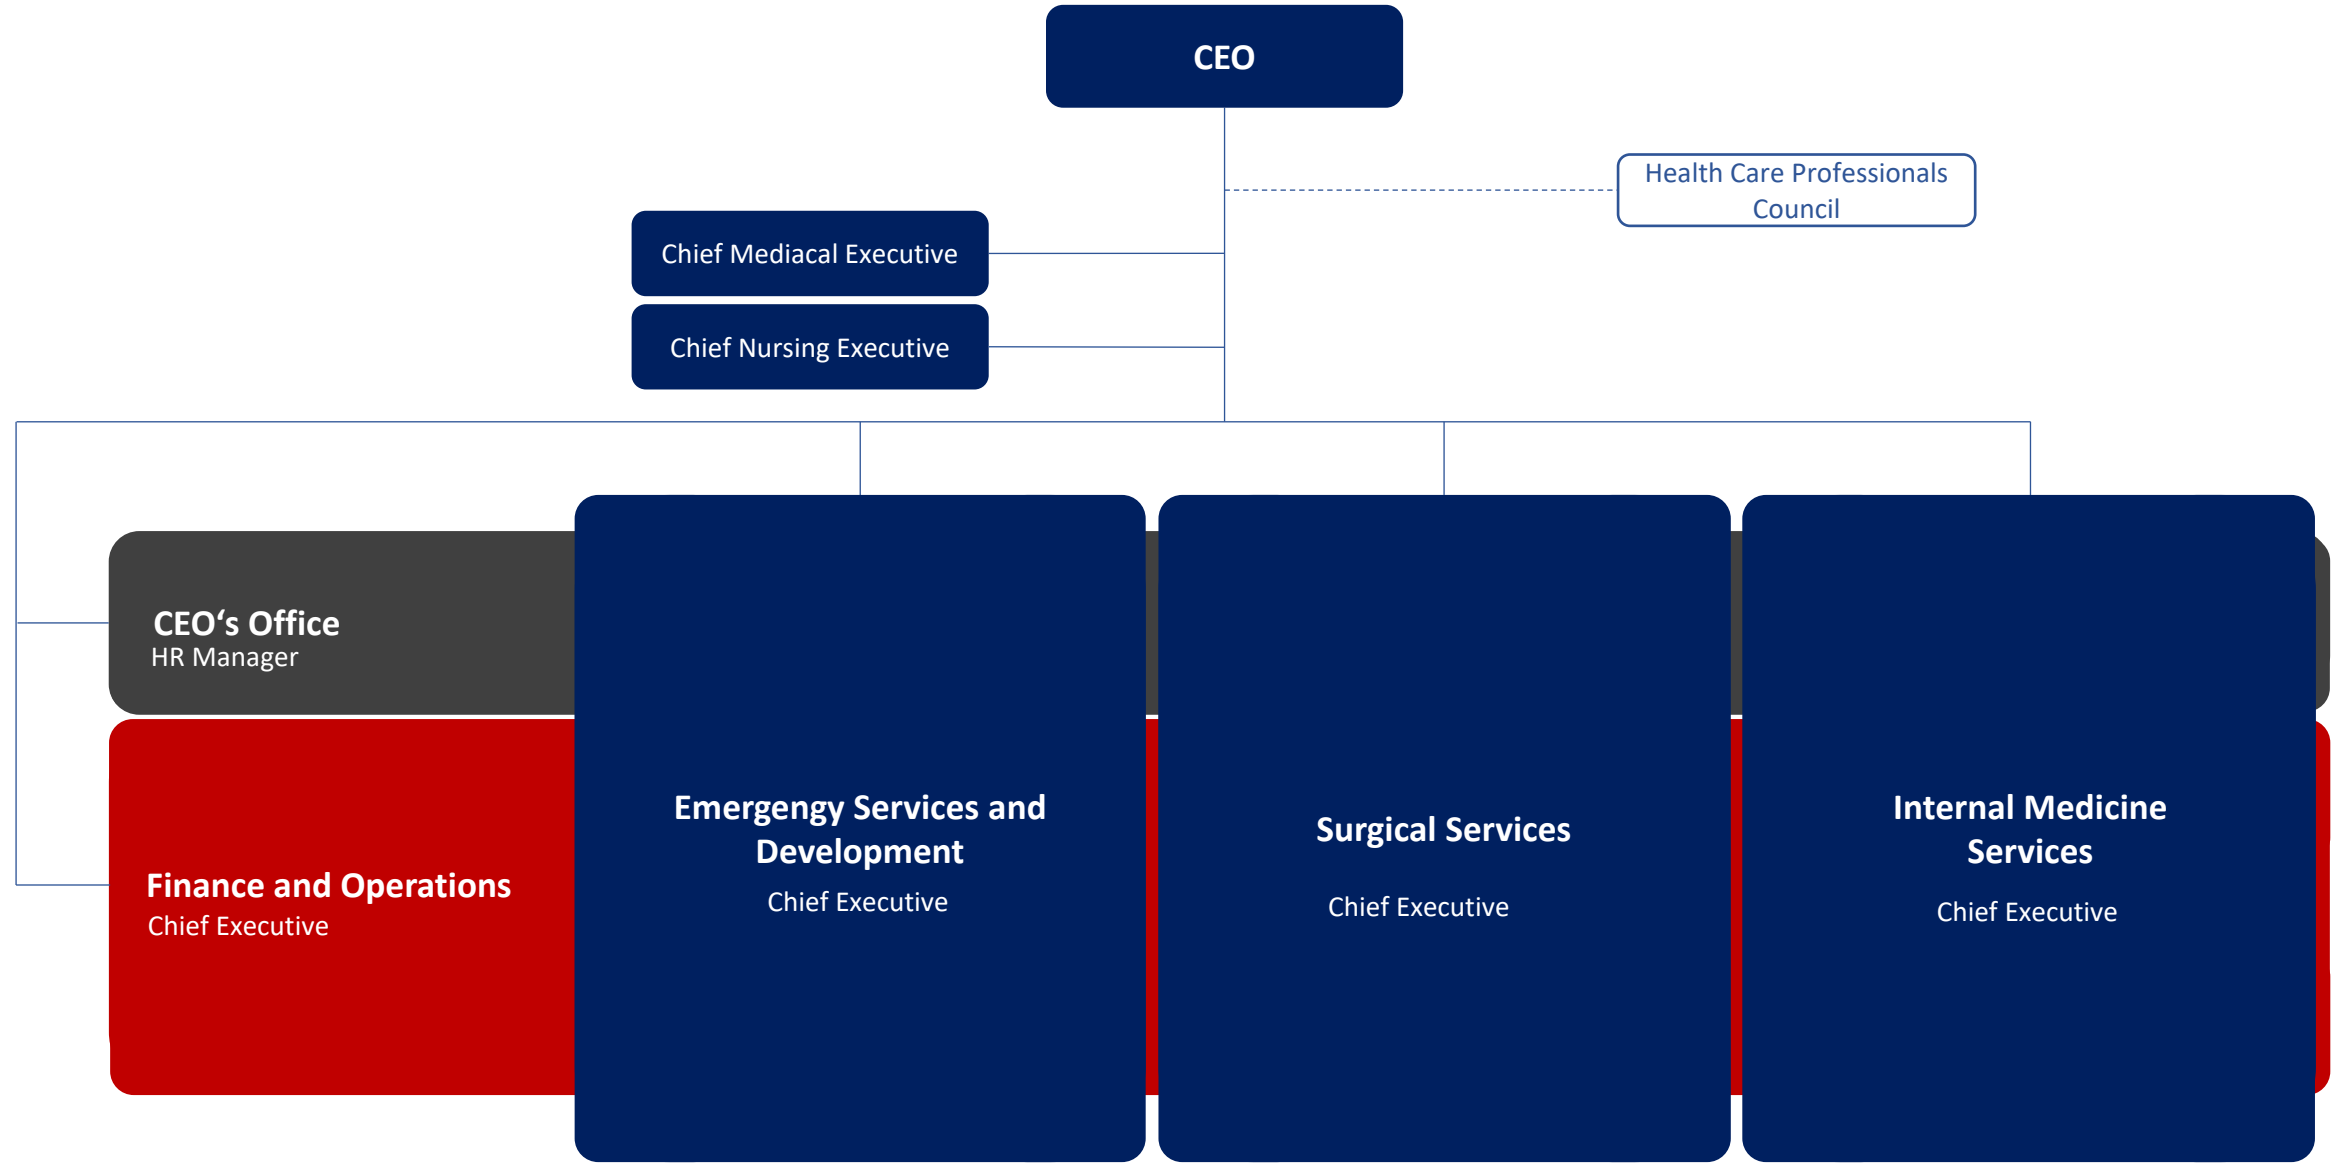 CEO
Health Care Professionals
Council
Chief Mediacal Executive
Chief Nursing Executive
CEO‘s Office
HR Manager
Finance and Operations
Chief Executive
Emergengy Services and
Development
Chief Executive
Surgical Services
Chief Executive
Internal Medicine
Services
Chief Executive